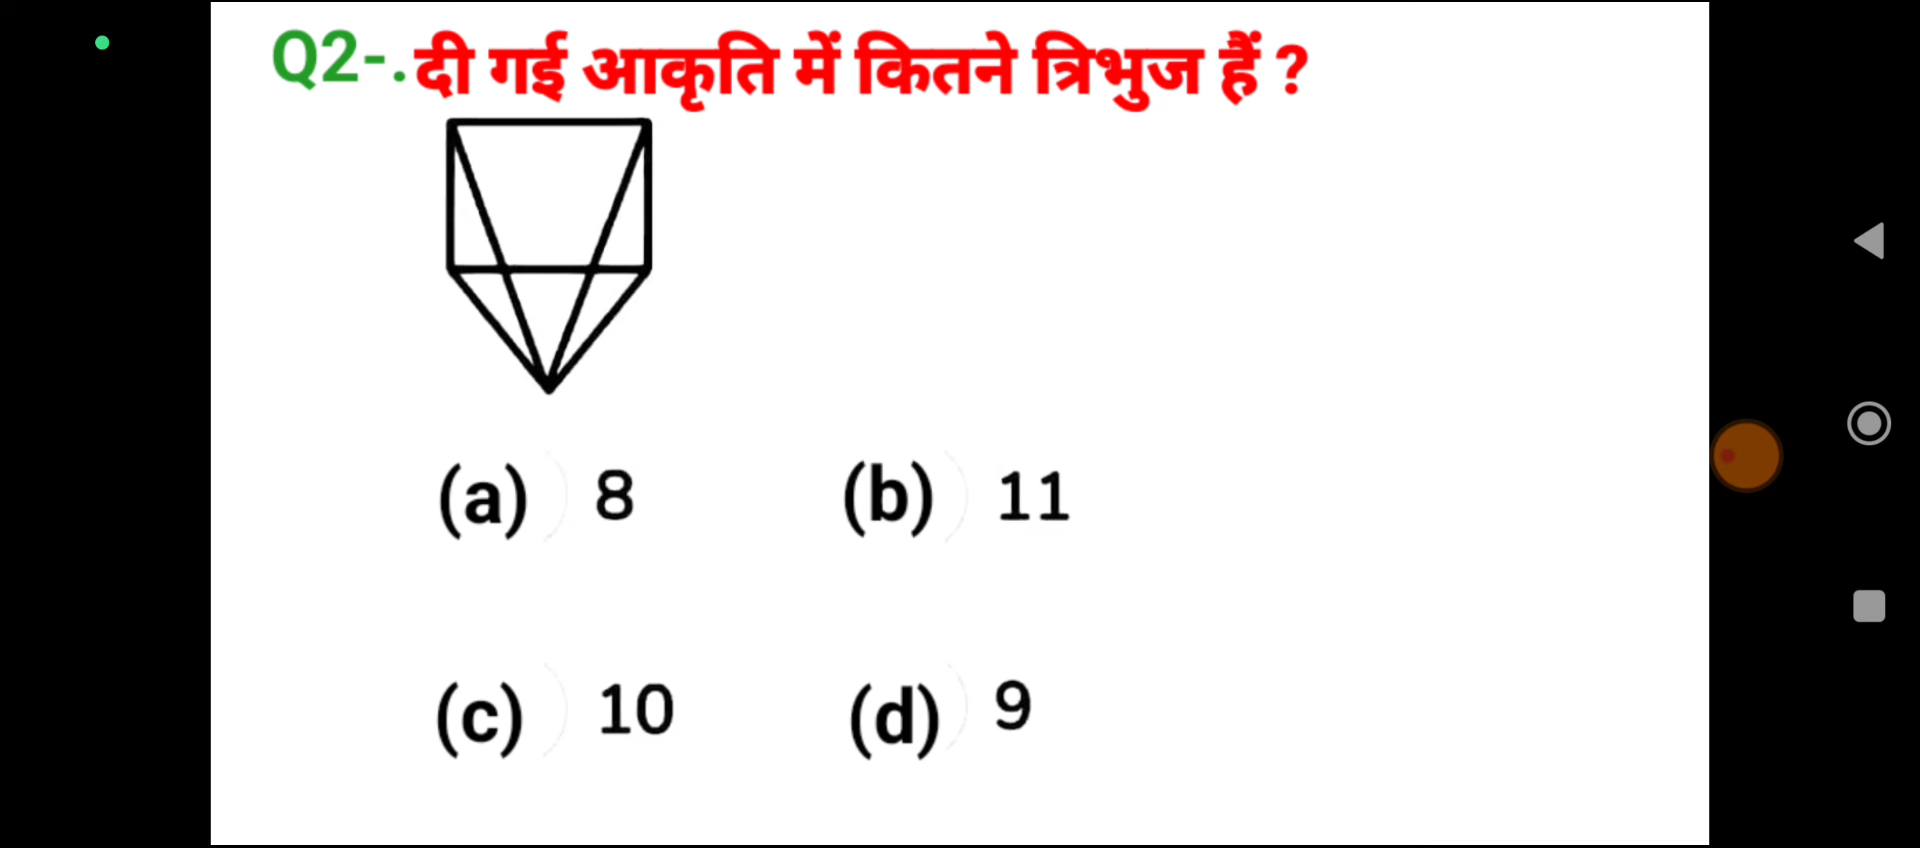 Q2-.दी गई आकृति में कितने त्रिभुज हैं ?
(a) 8 (b) 11
(c) 10 (d) 9